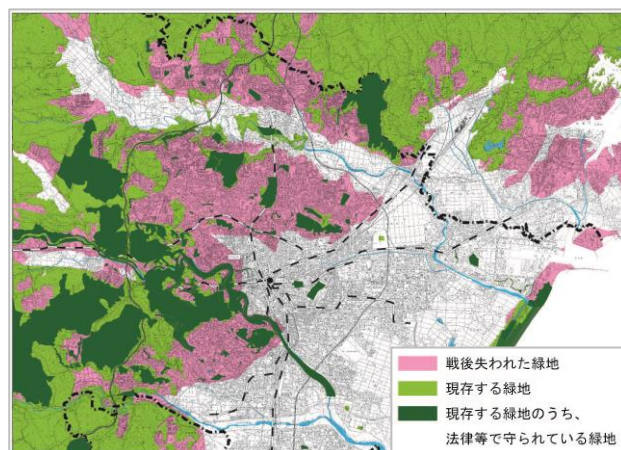 戦後失われた緑地
現存する緑地
現存する緑地のうち、
法律等で守られている緑地